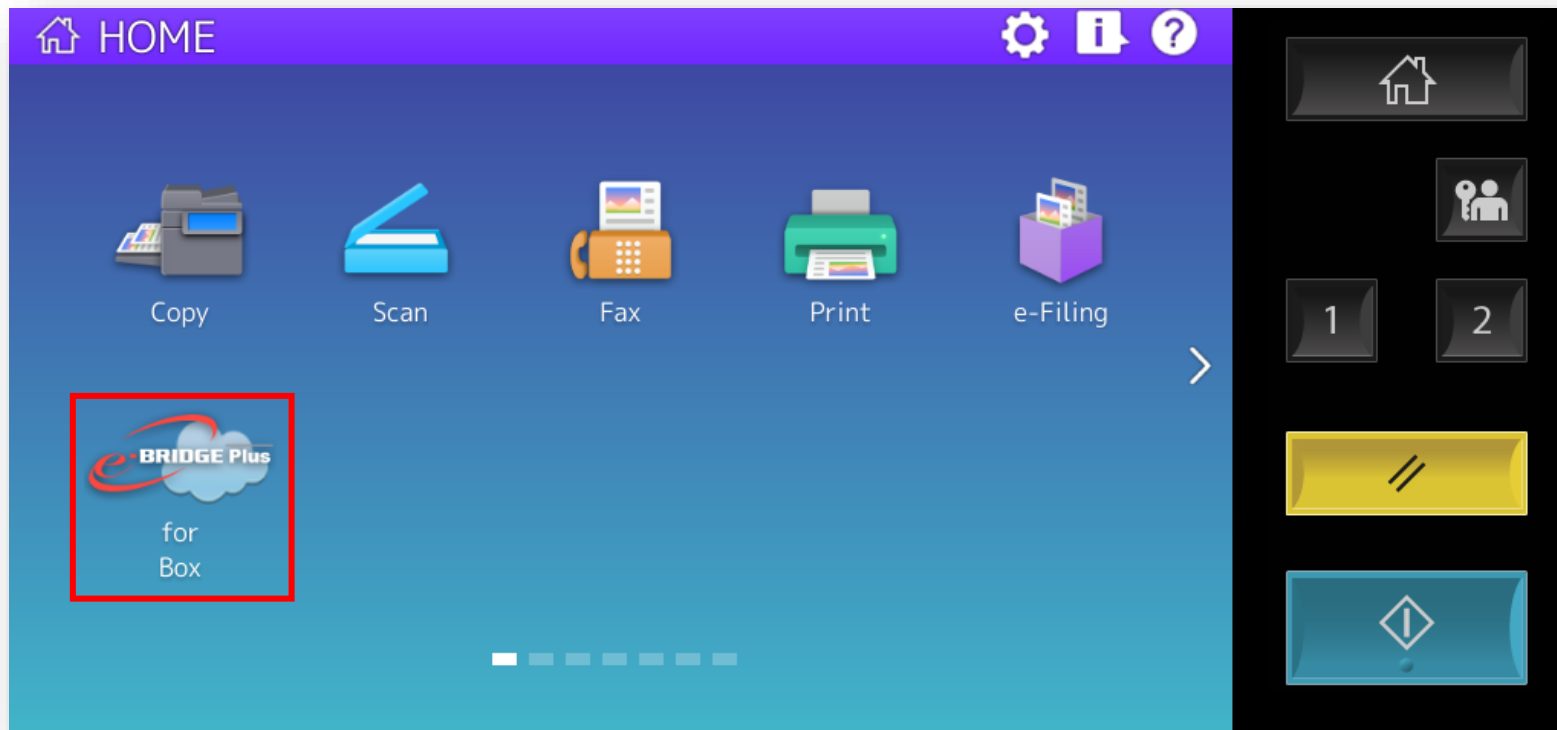 HOME
Copy
Scan
Fax
Print
e-Filing
e-BRIDGE Plus
for
Box
1
2